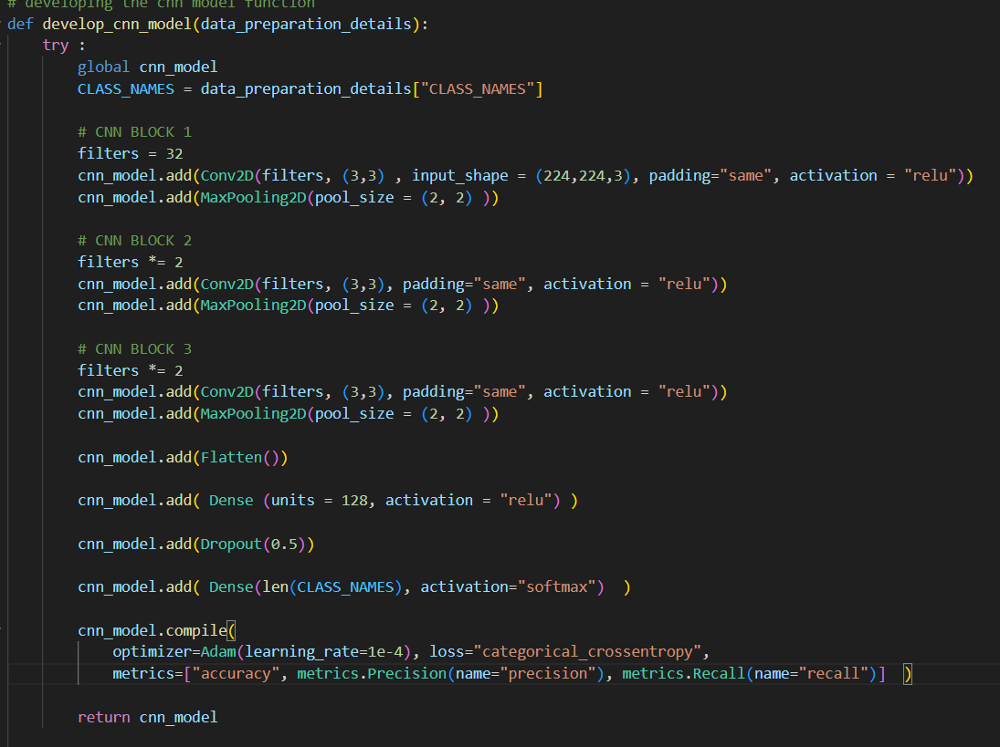 # developing the cnn model function
def develop_cnn_model(data_preparation_details):
    try :
        global cnn_model
        CLASS_NAMES = data_preparation_details["CLASS_NAMES"]

        # CNN BLOCK 1
        filters = 32
        cnn_model.add(Conv2D(filters, (3,3) , input_shape = (224,224,3), padding="same", activation = "relu"))
        cnn_model.add(MaxPooling2D(pool_size = (2, 2) ))

        # CNN BLOCK 2
        filters *= 2
        cnn_model.add(Conv2D(filters, (3,3), padding="same", activation = "relu"))
        cnn_model.add(MaxPooling2D(pool_size = (2, 2) ))

        # CNN BLOCK 3
        filters *= 2
        cnn_model.add(Conv2D(filters, (3,3), padding="same", activation = "relu"))
        cnn_model.add(MaxPooling2D(pool_size = (2, 2) ))

        cnn_model.add(Flatten())

        cnn_model.add( Dense (units = 128, activation = "relu") )

        cnn_model.add(Dropout(0.5))

        cnn_model.add( Dense(len(CLASS_NAMES), activation="softmax")  )

        cnn_model.compile(
            optimizer=Adam(learning_rate=1e-4), loss="categorical_crossentropy",
            metrics=["accuracy", metrics.Precision(name="precision"), metrics.Recall(name="recall")]  )

        return cnn_model